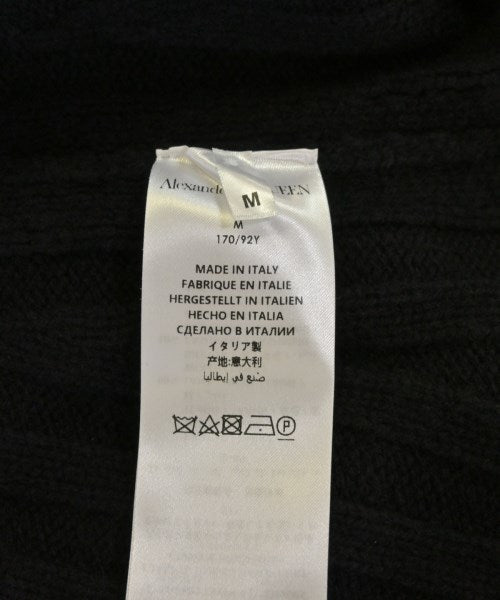 M
M
170/92Y
MADE IN ITALY
FABRIQUE EN ITALIE
HERGESTELLT IN ITALIEN
HECHO EN ITALIA
СДЕЛАНО В ИТАЛИИ
イタリア製
产地:意大利
صنع في إيطاليا
P